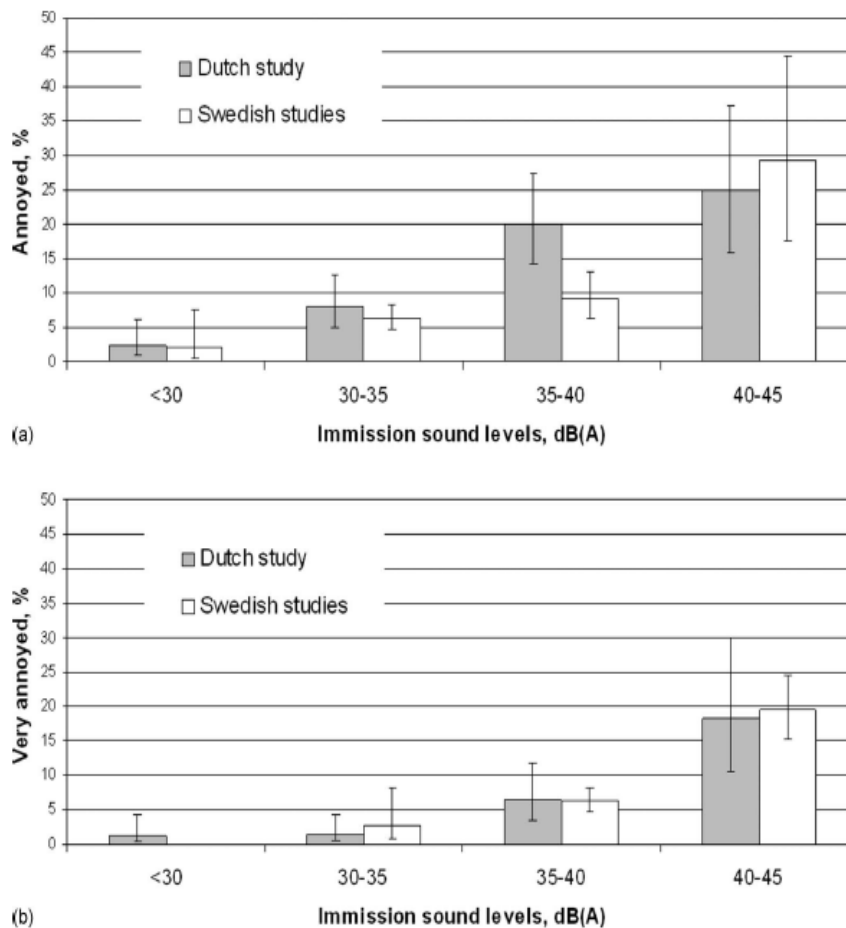 50
45
40
35
30
25
20
15
10
5
0
Annoyed, %
Dutch study
Swedish studies
<30 30-35 35-40 40-45
(a) Immission sound levels, dB(A)
50
45
40
35
30
25
20
15
10
5
0
Very annoyed, %
Dutch study
Swedish studies
<30 30-35 35-40 40-45
(b) Immission sound levels, dB(A)